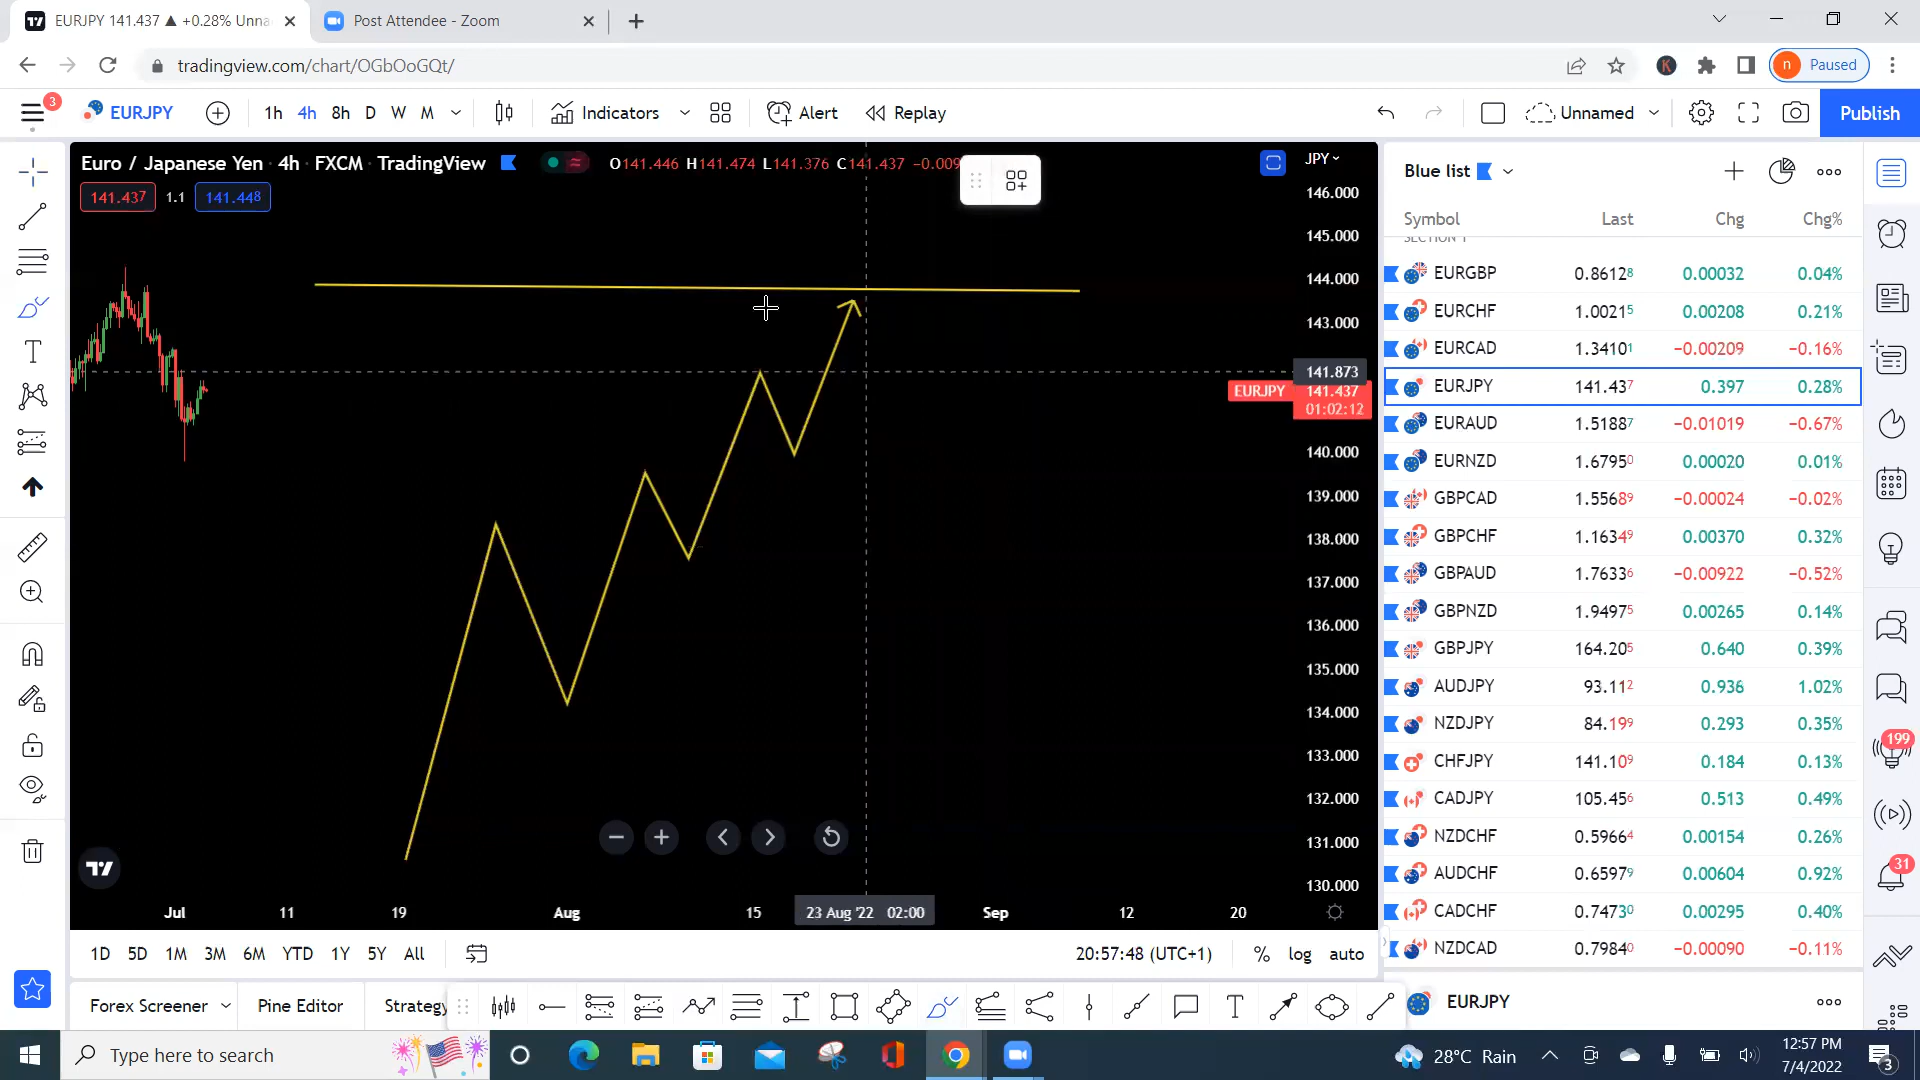 EURJPY 141.437 ▲ +0.28% Unna
Post Attendee - Zoom
tradingview.com/chart/OGbOoGQt/
n Paused
3
EURJPY
1h 4h 8h D W M
Indicators
Alert
Replay
Unnamed
Publish
Euro / Japanese Yen · 4h · FXCM · TradingView
O141.446 H141.474 L141.376 C141.437 −0.009
JPY
141.437 1.1 141.448
146.000
145.000
144.000
143.000
141.873
EURJPY 141.437
01:02:12
140.000
139.000
138.000
137.000
136.000
135.000
134.000
133.000
132.000
131.000
130.000
Jul 11 19 Aug 15 23 Aug '22 02:00 Sep 12 20
1D 5D 1M 3M 6M YTD 1Y 5Y All
20:57:48 (UTC+1) % log auto
Forex Screener Pine Editor Strategy
Blue list
Symbol Last Chg Chg%
EURGBP 0.86128 0.00032 0.04%
EURCHF 1.00215 0.00208 0.21%
EURCAD 1.34101 −0.00209 −0.16%
EURJPY 141.437 0.397 0.28%
EURAUD 1.51887 −0.01019 −0.67%
EURNZD 1.67950 0.00020 0.01%
GBPCAD 1.55689 −0.00024 −0.02%
GBPCHF 1.16349 0.00370 0.32%
GBPAUD 1.76336 −0.00922 −0.52%
GBPNZD 1.94975 0.00265 0.14%
GBPJPY 164.205 0.640 0.39%
AUDJPY 93.112 0.936 1.02%
NZDJPY 84.199 0.293 0.35%
CHFJPY 141.109 0.184 0.13%
CADJPY 105.456 0.513 0.49%
NZDCHF 0.59664 0.00154 0.26%
AUDCHF 0.65979 0.00604 0.92%
CADCHF 0.74730 0.00295 0.40%
NZDCAD 0.79840 −0.00090 −0.11%
EURJPY
199
31
Type here to search
28°C Rain
12:57 PM
7/4/2022
3